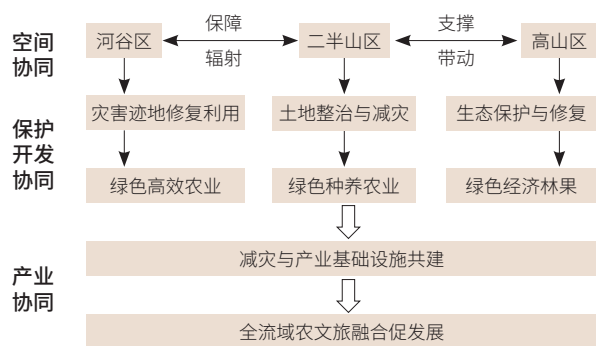 空间
协同
河谷区
保障
辐射
二半山区
支撑
带动
高山区
保护
开发
协同
灾害迹地修复利用
土地整治与减灾
生态保护与修复
绿色高效农业
绿色种养农业
绿色经济林果
产业
协同
减灾与产业基础设施共建
全流域农文旅融合促发展